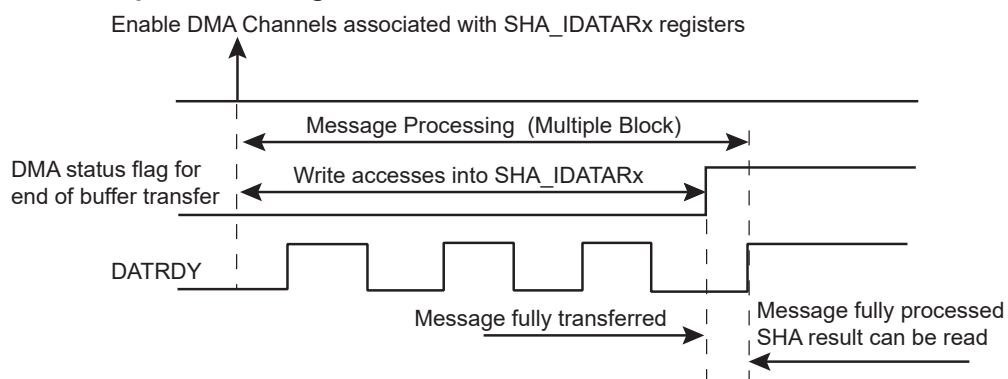 Enable DMA Channels associated with SHA_IDATARx registers
Message Processing (Multiple Block)
DMA status flag for
end of buffer transfer
Write accesses into SHA_IDATARx
DATRDY
Message fully transferred
Message fully processed
SHA result can be read